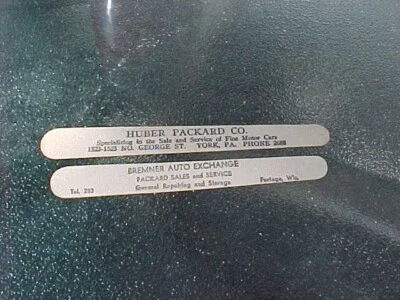 HUBER PACKARD CO.
Specializing in the Sale and Service of Fine Motor Cars
1523-1525 NO. GEORGE ST. YORK, PA. PHONE
BREMNER AUTO EXCHANGE
PACKARD SALES and SERVICE
Tel. 253 General Repairing and Storage Portage, Wis.